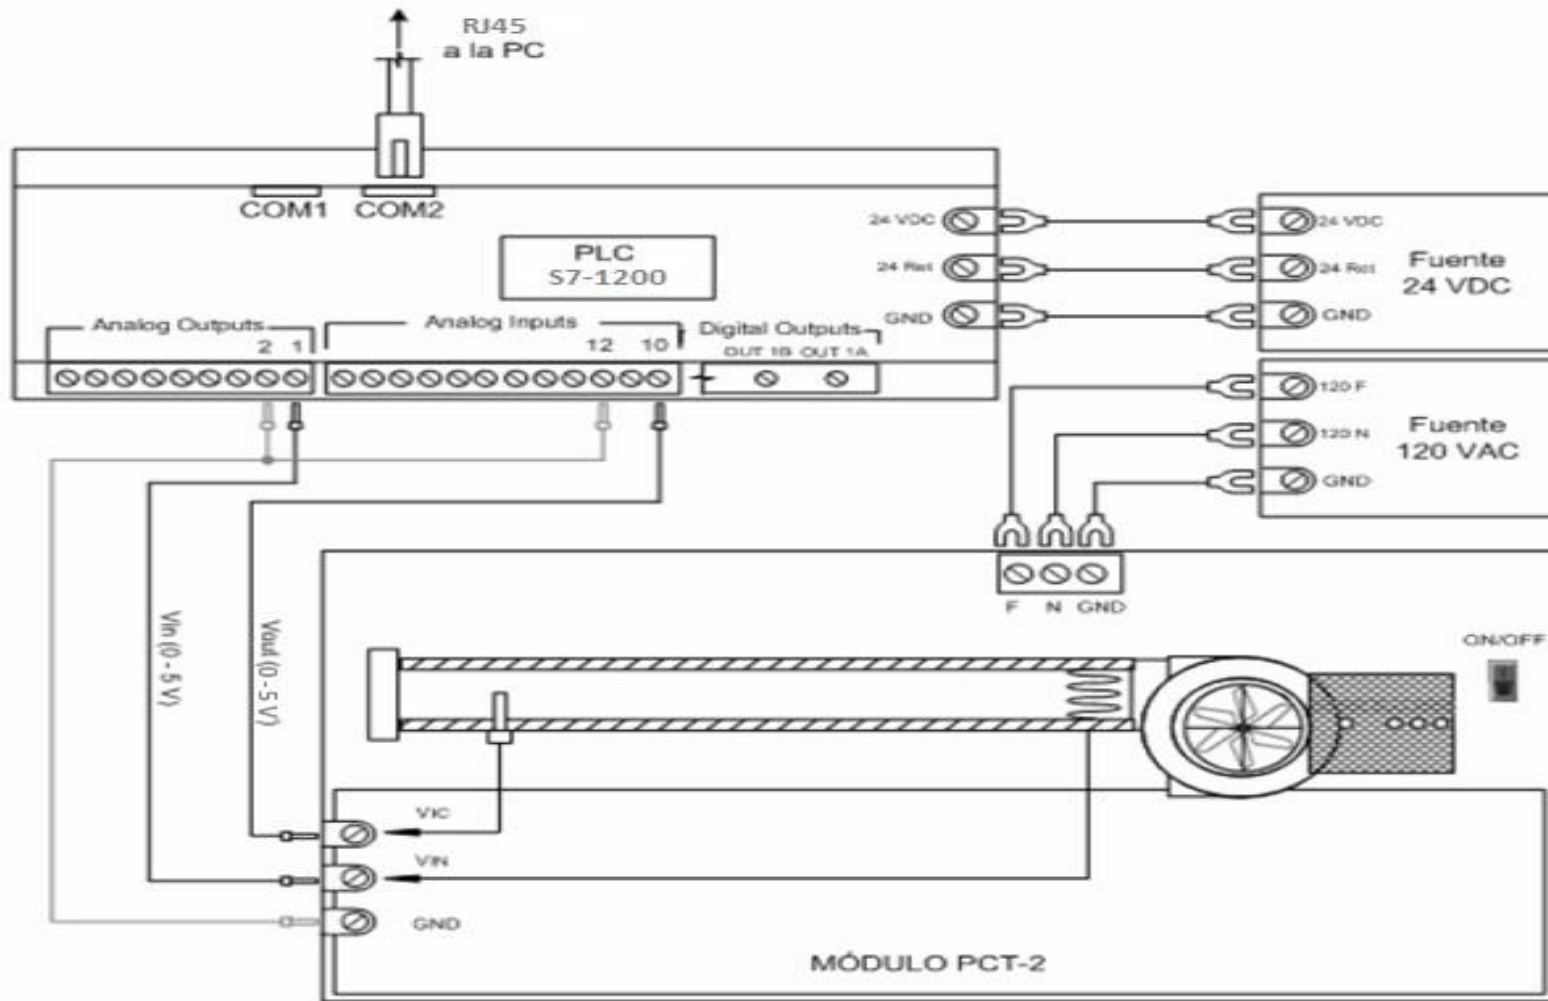 RJ45
a la PC
COM1 COM2
PLC
S7-1200
24 VDC
24 Ret
GND
24 VDC
24 Ret
GND
Fuente
24 VDC
Analog Outputs
2 1
Analog Inputs
12 10
Digital Outputs
OUT 1B OUT 1A
120 F
120 N
GND
Fuente
120 VAC
F N GND
ON/OFF
Vin (0 - 5 V)
Vout (0 - 5 V)
VIC
VIN
GND
MÓDULO PCT-2